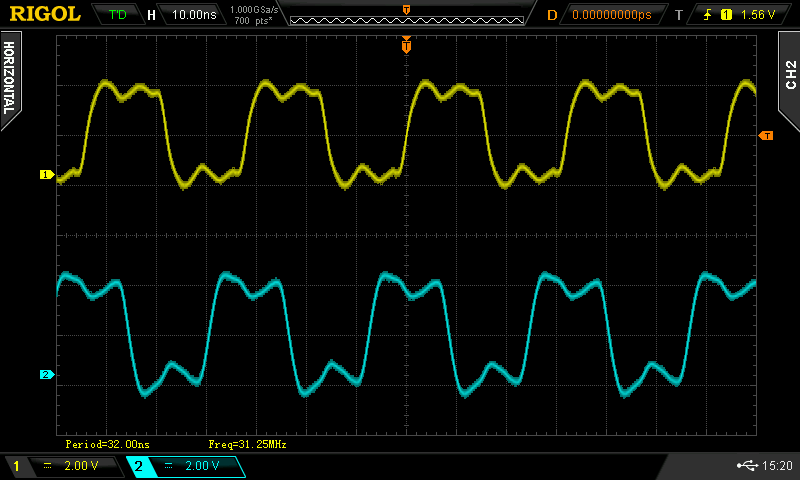 RIGOL T'D H 10.00ns 1.000GSa/s 700 pts* T D 0.00000000ps T 1 1.56 V
HORIZONTAL
T
CH2
T
1
2
Period=32.00ns Freq=31.25MHz
1 2.00 V 2 2.00 V 15:20